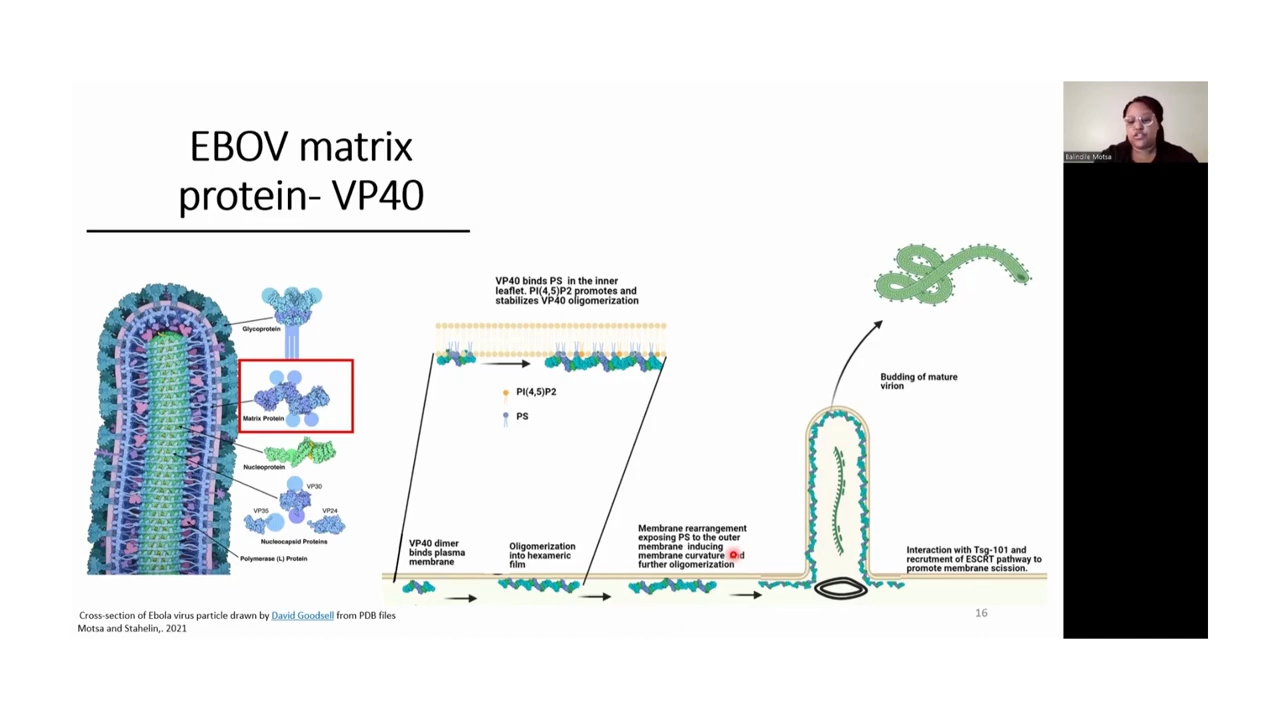 EBOV matrix
protein- VP40
Balindile Motsa
VP40 binds PS in the inner
leaflet. PI(4,5)P2 promotes and
stabilizes VP40 oligomerization
Glycoprotein
Matrix Protein
Nucleoprotein
VP30
VP35
VP24
Nucleocapsid Proteins
Polymerase (L) Protein
PI(4,5)P2
PS
Budding of mature
virion
VP40 dimer
binds plasma
membrane
Oligomerization
into hexameric
film
Membrane rearrangement
exposing PS to the outer
membrane inducing
membrane curvature
further oligomerization
Interaction with Tsg-101 and
recrutment of ESCRT pathway to
promote membrane scission.
Cross-section of Ebola virus particle drawn by David Goodsell from PDB files
Motsa and Stahelin,. 2021
16